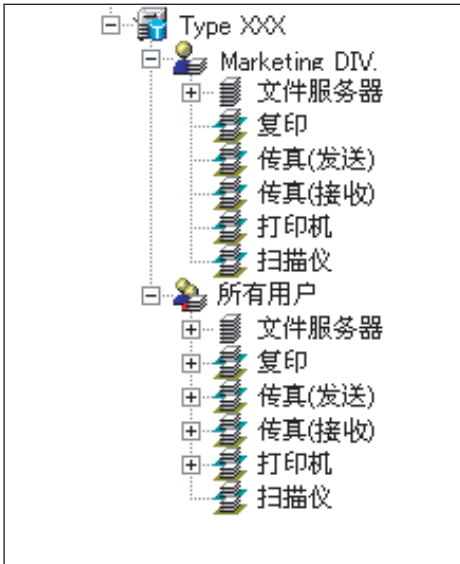 Type XXX
Marketing DIV.
文件服务器
复印
传真(发送)
传真(接收)
打印机
扫描仪
所有用户
文件服务器
复印
传真(发送)
传真(接收)
打印机
扫描仪